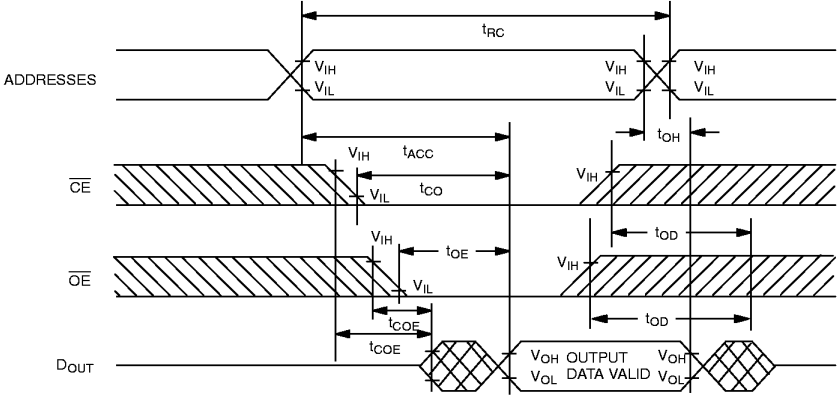 tRC
ADDRESSES
VIH VIH VIH
VIL VIL VIL
tOH
tACC
VIH
CE VIL tCO VIH
tOD
VIH tOE
OE VIL VIH
tOD
tCOE
tCOE
DOUT
VOH OUTPUT VOH
VOL DATA VALID VOL